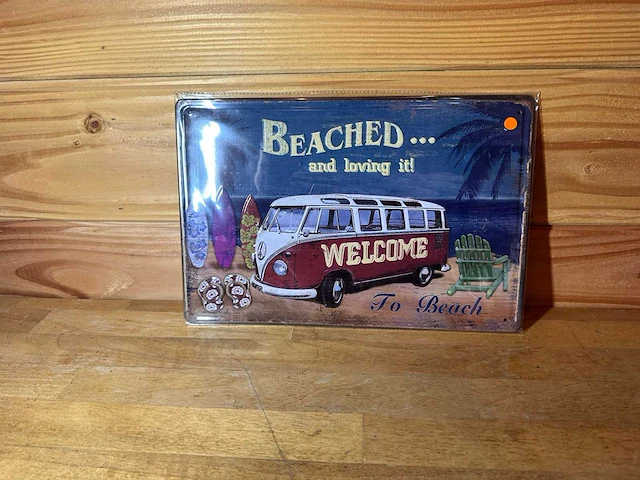 BEACHED...
and loving it!
WELCOME
To Beach